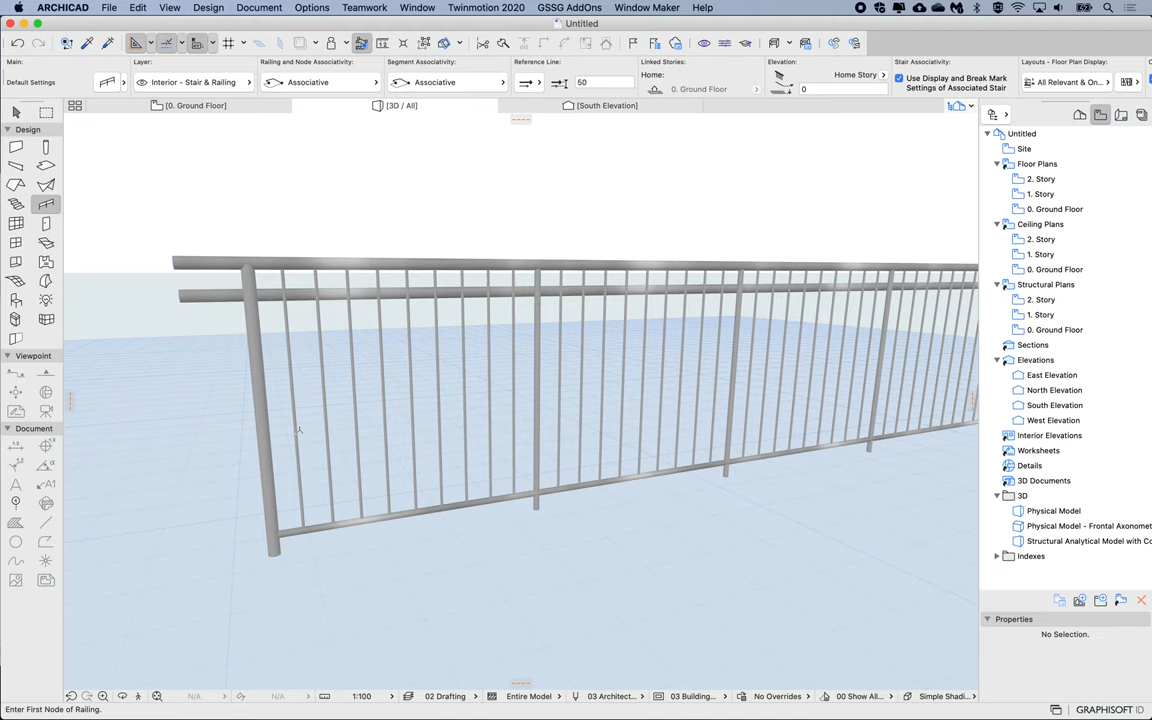 ARCHICAD File Edit View Design Document Options Teamwork Window Twinmotion 2020 GSSG AddOns Window Maker Help
Untitled
Main: Layer: Railing and Node Associativity: Segment Associativity: Reference Line: Linked Stories: Elevation: Stair Associativity: Layouts - Floor Plan Display:
Home: Home Story
Default Settings Interior - Stair & Railing Associative Associative 50 Use Display and Break Mark All Relevant & On...
0. Ground Floor 0 Settings of Associated Stair
[0. Ground Floor] [3D / All] [South Elevation]
Design
Viewpoint
Document
Untitled
Site
Floor Plans
2. Story
1. Story
0. Ground Floor
Ceiling Plans
2. Story
1. Story
0. Ground Floor
Structural Plans
2. Story
1. Story
0. Ground Floor
Sections
Elevations
East Elevation
North Elevation
South Elevation
West Elevation
Interior Elevations
Worksheets
Details
3D Documents
3D
Physical Model
Physical Model - Frontal Axonomet
Structural Analytical Model with Co
Indexes
Properties
No Selection.
N/A N/A 1:100 02 Drafting Entire Model 03 Architect... 03 Building... No Overrides 00 Show All... Simple Shadi...
Enter First Node of Railing. GRAPHISOFT ID